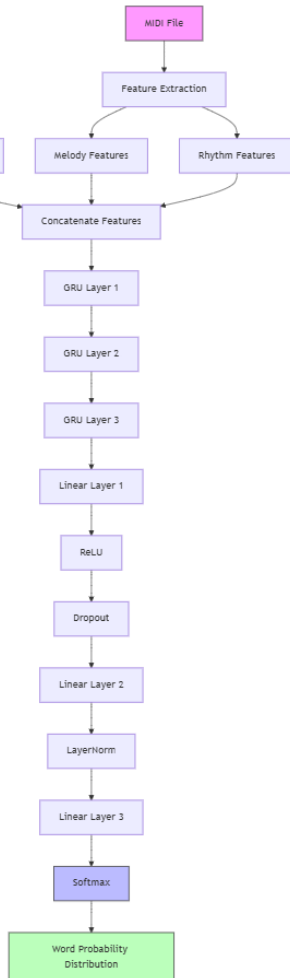 MIDI File
Feature Extraction
Melody Features
Rhythm Features
Concatenate Features
GRU Layer 1
GRU Layer 2
GRU Layer 3
Linear Layer 1
ReLU
Dropout
Linear Layer 2
LayerNorm
Linear Layer 3
Softmax
Word Probability
Distribution